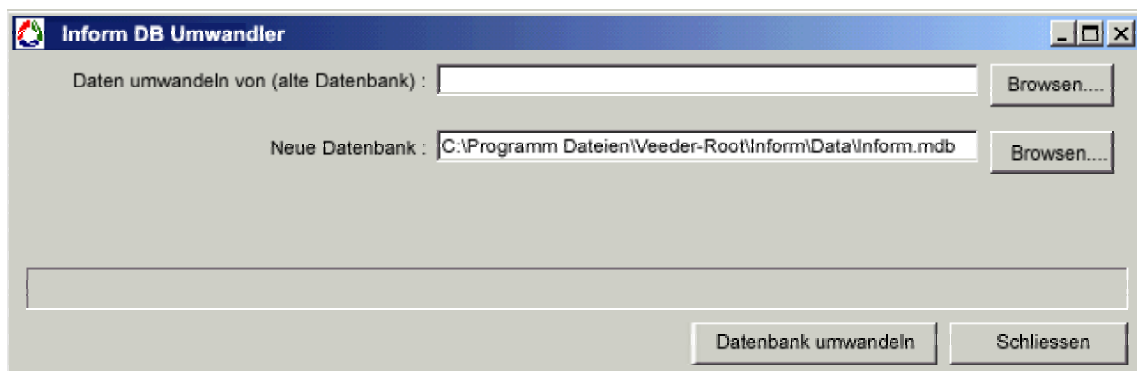 Inform DB Umwandler
Daten umwandeln von (alte Datenbank) :
Browsen....
Neue Datenbank : C:\Programm Dateien\Veeder-Root\Inform\Data\Inform.mdb
Browsen....
Datenbank umwandeln
Schliessen